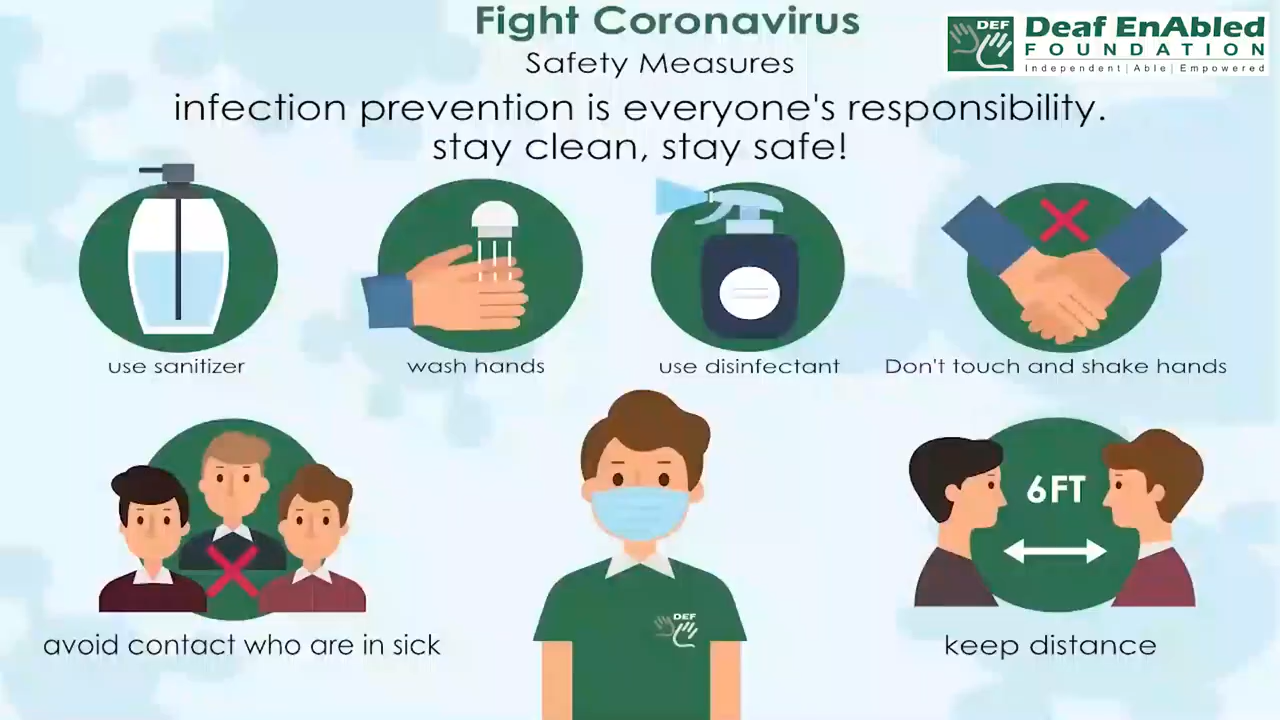 Fight Coronavirus
Safety Measures
Deaf EnAbled
FOUNDATION
Independent | Able | Empowered
DEF
infection prevention is everyone's responsibility.
stay clean, stay safe!
use sanitizer
wash hands
use disinfectant
Don't touch and shake hands
6FT
DEF
avoid contact who are in sick
keep distance